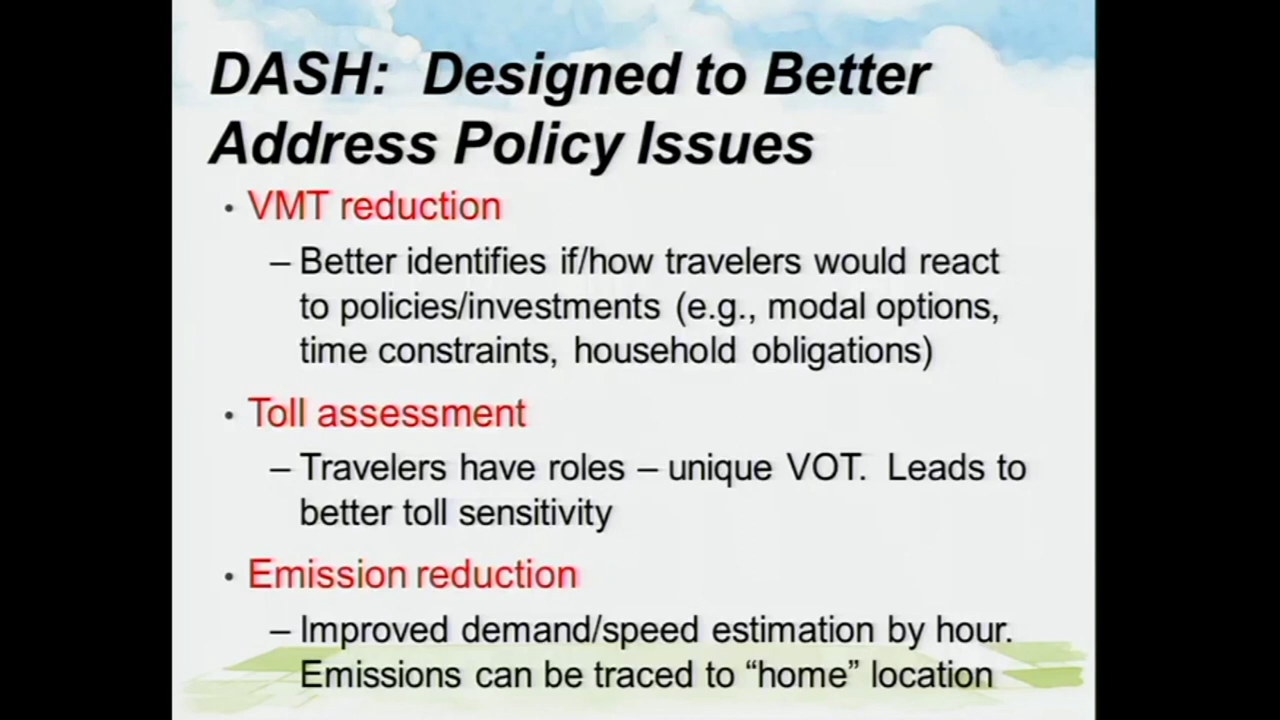 DASH: Designed to Better
Address Policy Issues
• VMT reduction
– Better identifies if/how travelers would react
to policies/investments (e.g., modal options,
time constraints, household obligations)
• Toll assessment
– Travelers have roles – unique VOT. Leads to
better toll sensitivity
• Emission reduction
– Improved demand/speed estimation by hour.
Emissions can be traced to “home” location